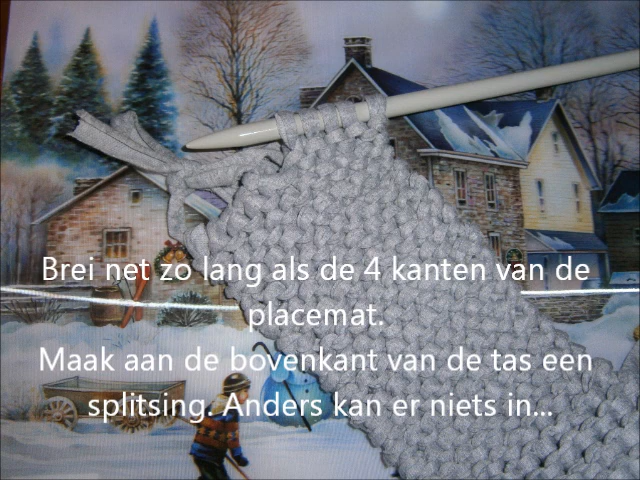 Brei net zo lang als de 4 kanten van de
placemat.
Maak aan de bovenkant van de tas een
splitsing. Anders kan er niets in...